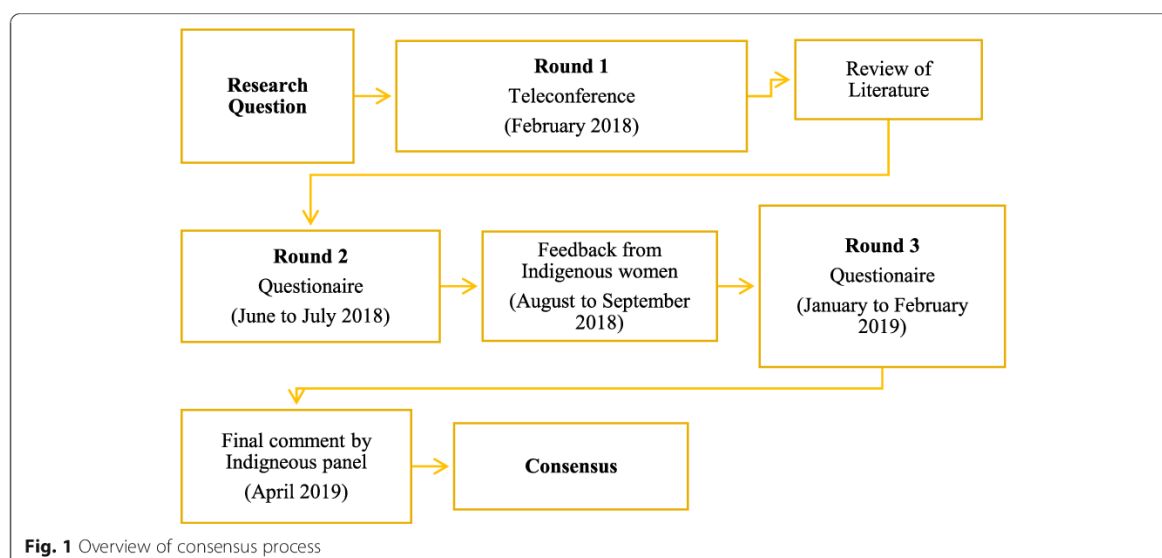 Research
Question
Round 1
Teleconference
(February 2018)
Review of
Literature
Round 2
Questionaire
(June to July 2018)
Feedback from
Indigenous women
(August to September
2018)
Round 3
Questionaire
(January to February
2019)
Final comment by
Indigneous panel
(April 2019)
Consensus
Fig. 1 Overview of consensus process